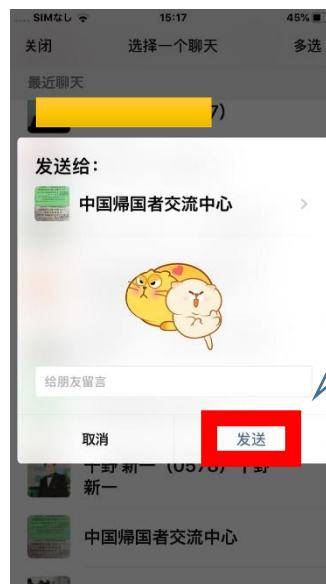 SIMなし 15:17 45%
关闭 选择一个聊天 多选
最近聊天
7)
发送给：
中国帰国者交流中心
给朋友留言
取消 发送
千野 新一（0578）千野
新一
中国帰国者交流中心